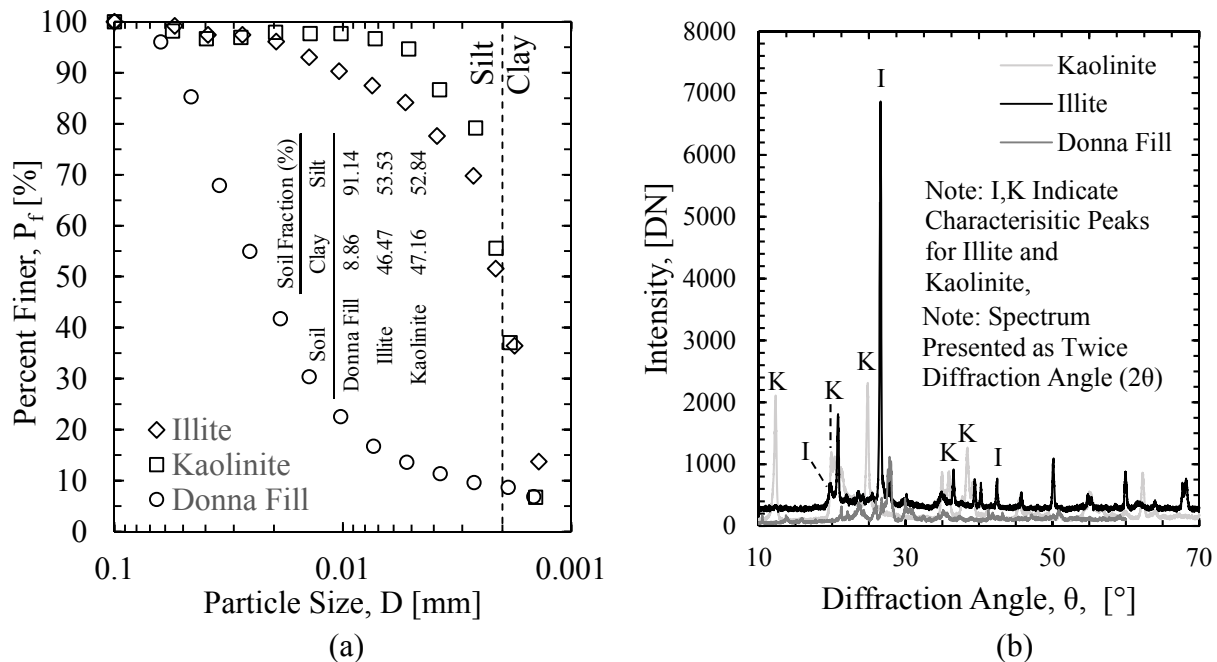 100
90
80
70
60
50
40
30
20
10
0
Percent Finer, Pf [%]
0.1
0.01
0.001
Particle Size, D [mm]
Silt
Clay
Soil Fraction (%)
Soil Clay Silt
Donna Fill 8.86 91.14
Illite 46.47 53.53
Kaolinite 47.16 52.84
Illite
Kaolinite
Donna Fill
(a)
8000
7000
6000
5000
4000
3000
2000
1000
0
Intensity, [DN]
10
30
50
70
Diffraction Angle, θ, [°]
I
Kaolinite
Illite
Donna Fill
Note: I,K Indicate
Characterisitic Peaks
for Illite and
Kaolinite,
Note: Spectrum
Presented as Twice
Diffraction Angle (2θ)
K
K
K
K
K
I
I
(b)